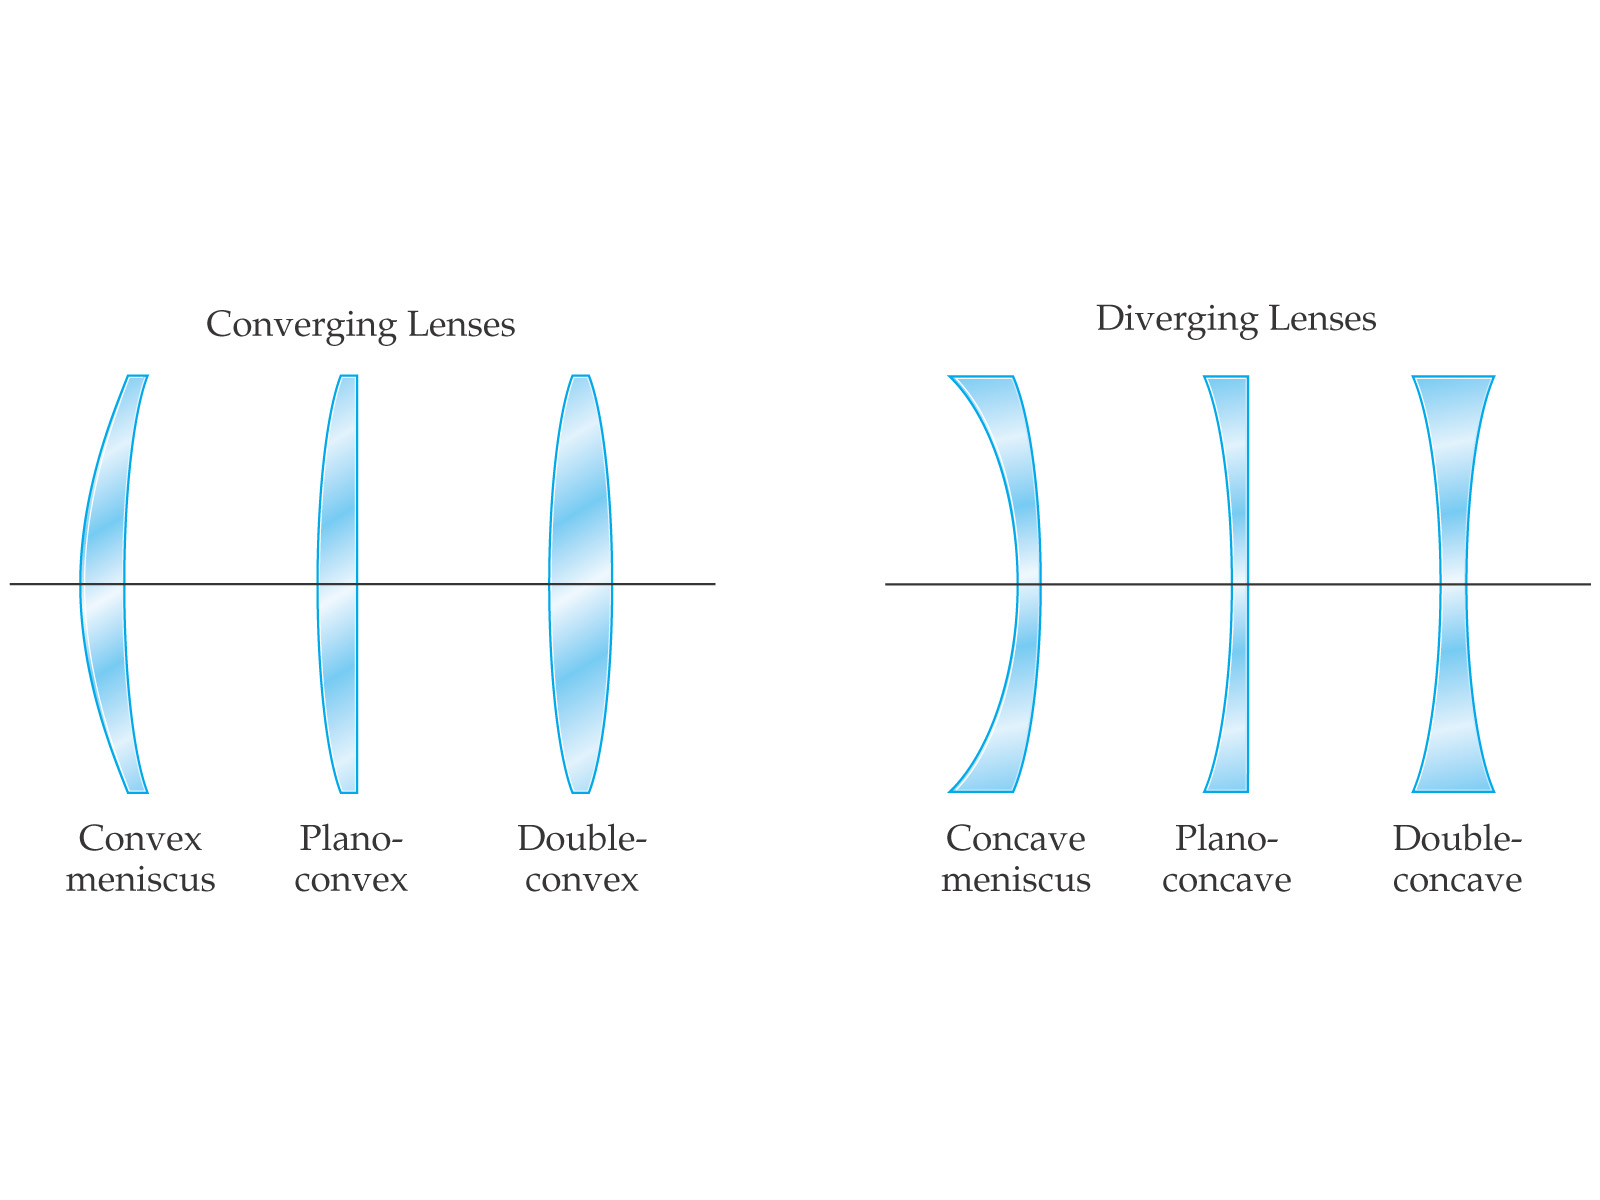 Converging Lenses
Diverging Lenses
Convex
meniscus
Plano-
convex
Double-
convex
Concave
meniscus
Plano-
concave
Double-
concave